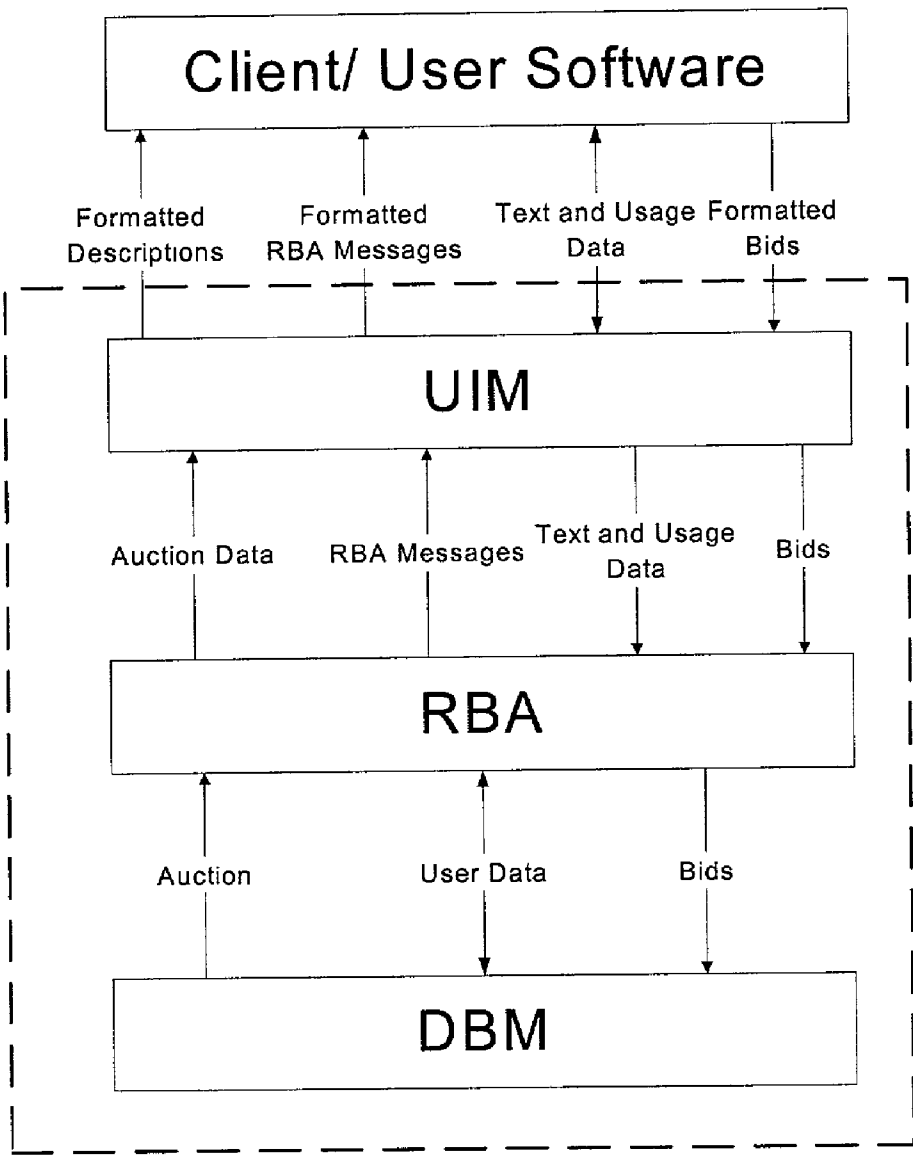 Client/ User Software
Formatted
Descriptions
Formatted
RBA Messages
Text and Usage
Data
Formatted
Bids
UIM
Auction Data
RBA Messages
Text and Usage
Data
Bids
RBA
Auction
User Data
Bids
DBM